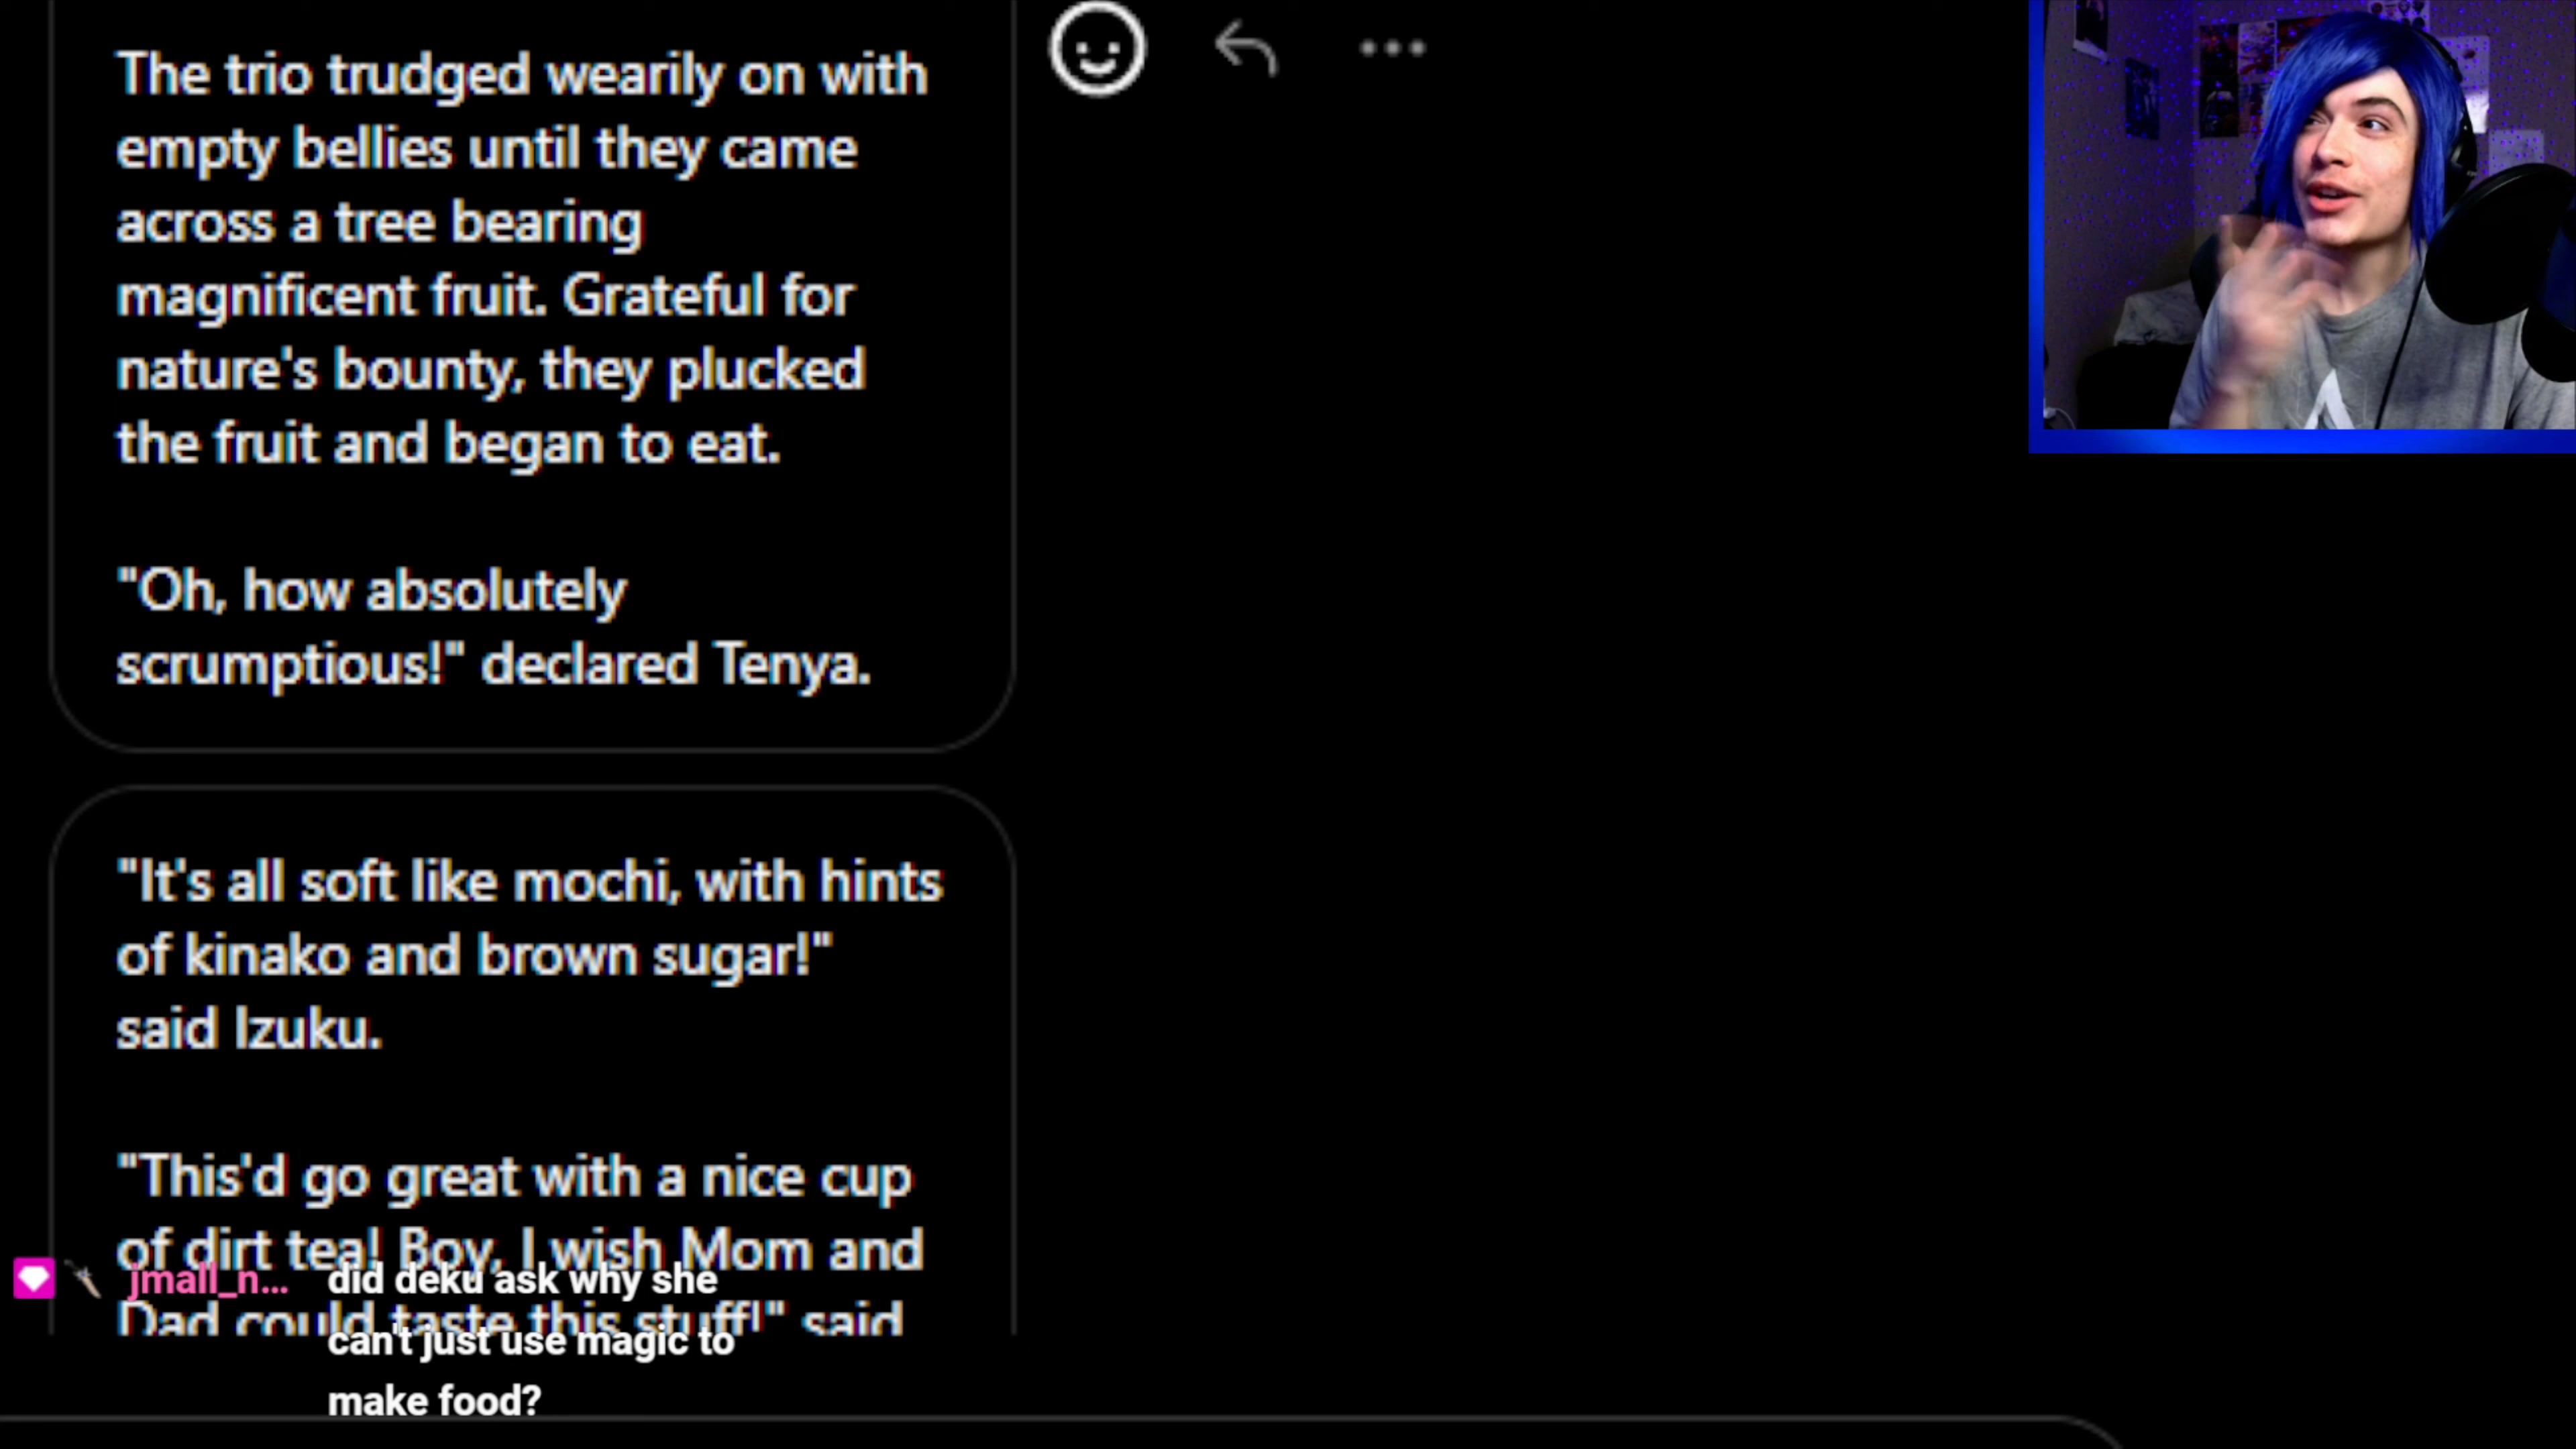 The trio trudged wearily on with
empty bellies until they came
across a tree bearing
magnificent fruit. Grateful for
nature's bounty, they plucked
the fruit and began to eat.
"Oh, how absolutely
scrumptious!" declared Tenya.
"It's all soft like mochi, with hints
of kinako and brown sugar!"
said Izuku.
"This'd go great with a nice cup
of dirt tea! Boy, I wish Mom and
Dad could taste this stuff!" said
jmall_n... did deku ask why she
can't just use magic to
make food?